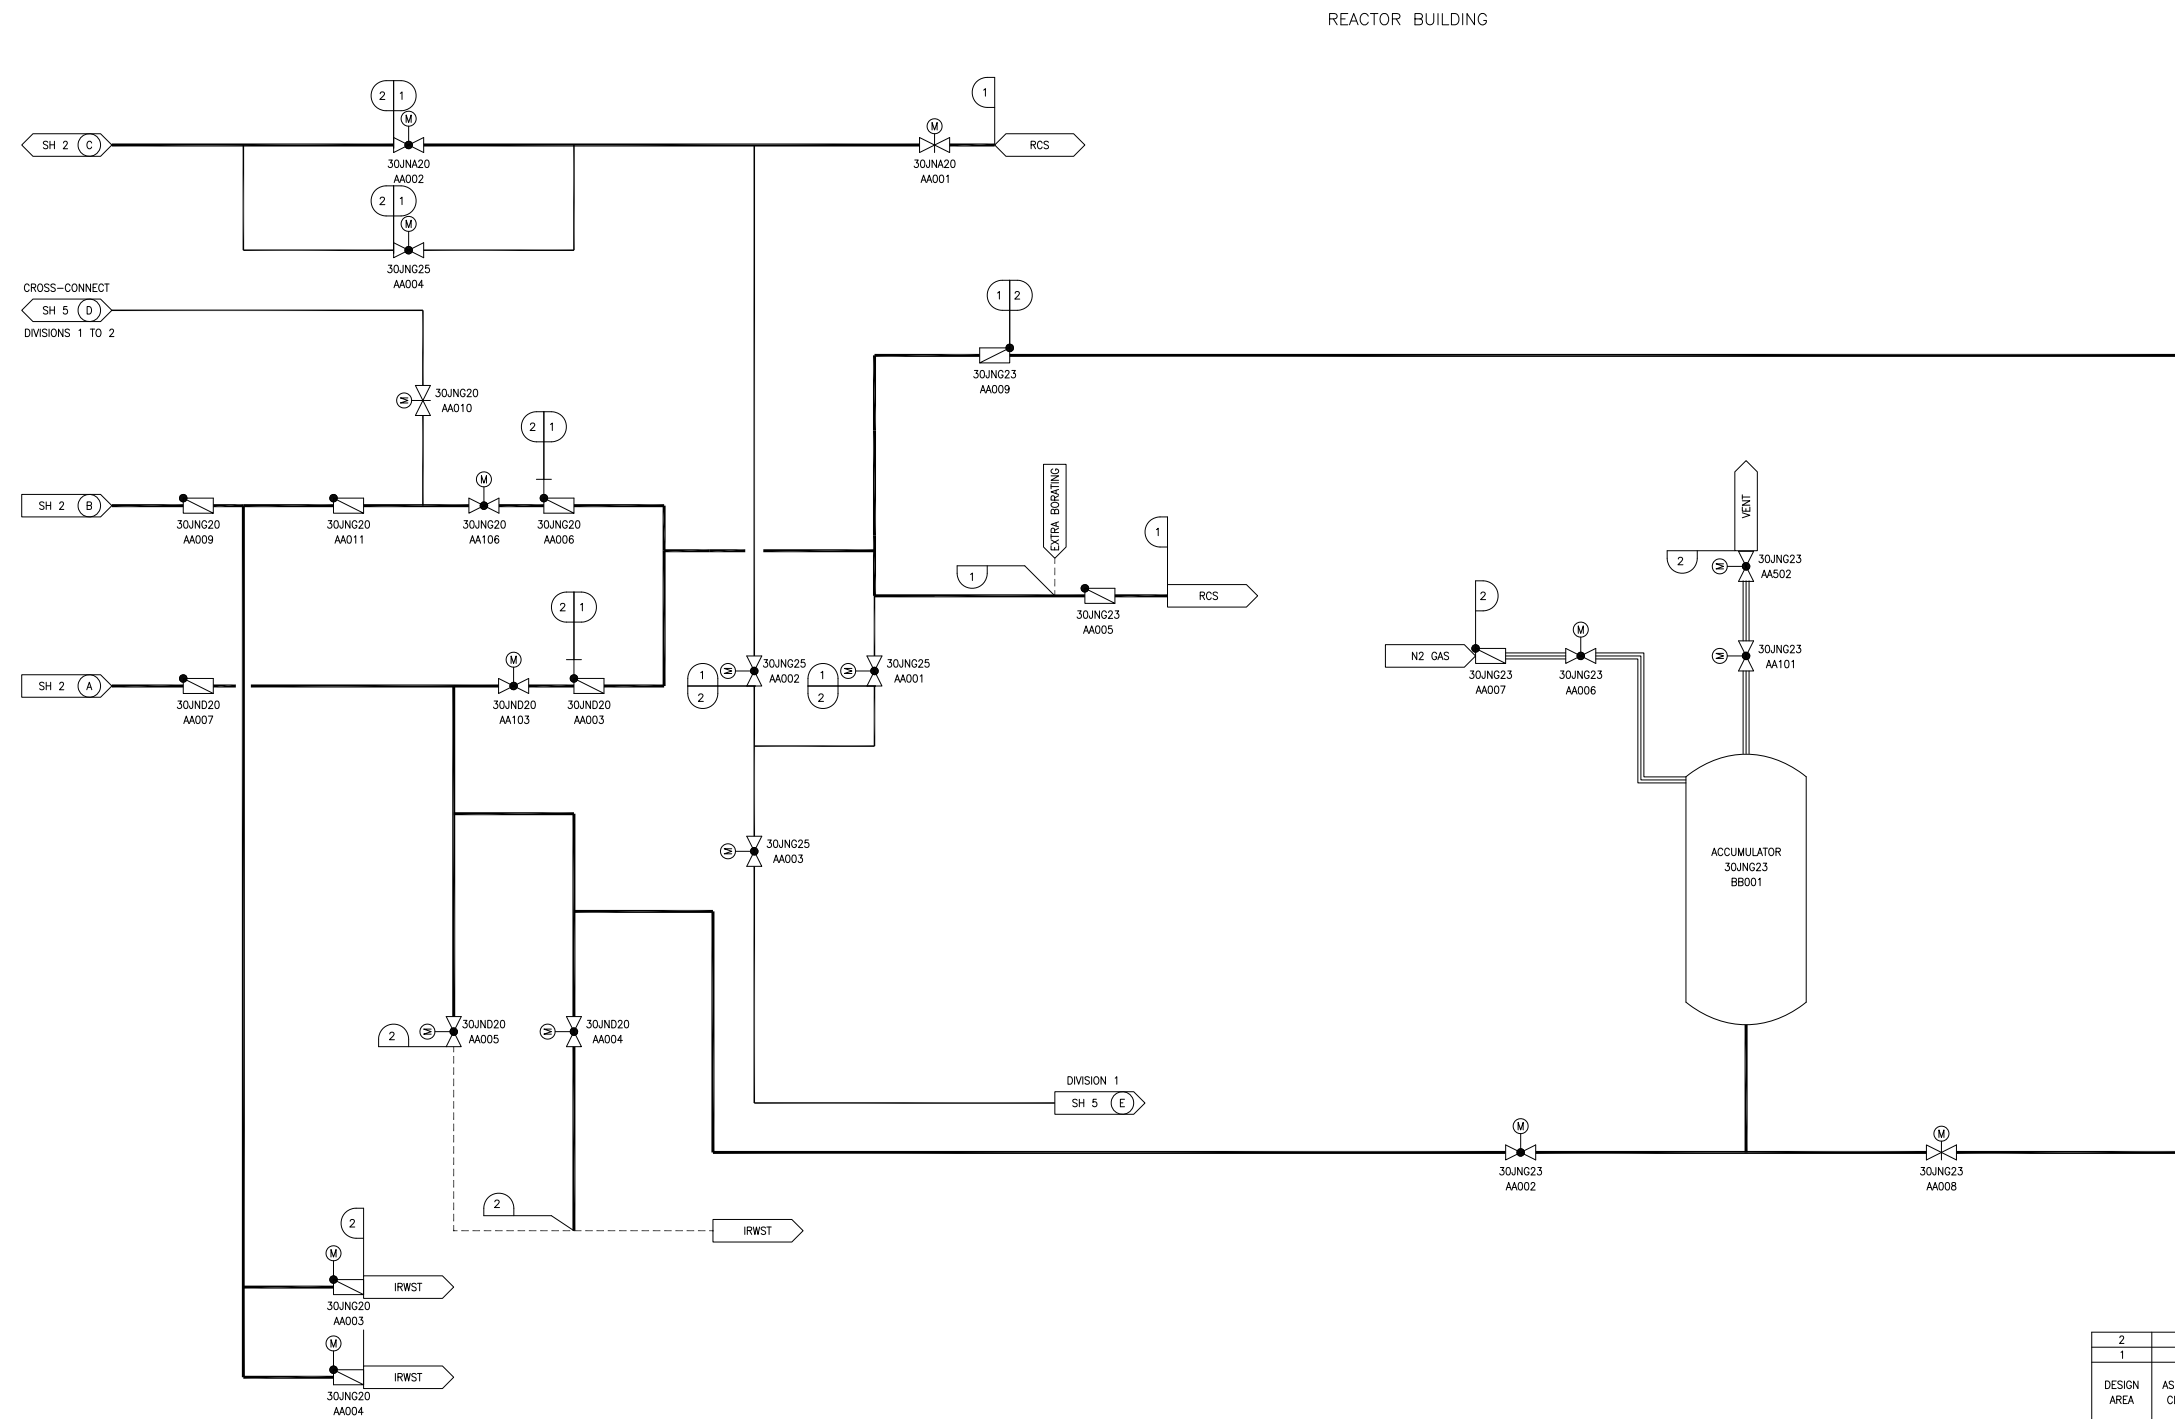 REACTOR BUILDING
2 1
1
M
M
SH 2 C
RCS
30JNA20
AA002
30JNA20
AA001
2 1
M
30JNG25
AA004
CROSS-CONNECT
SH 5 D
DIVISIONS 1 TO 2
1 2
30JNG23
AA009
M
30JNG20
AA010
2 1
M
SH 2 B
30JNG20
AA009
30JNG20
AA011
30JNG20
AA106
30JNG20
AA006
EXTRA BORATING
1
1
RCS
30JNG23
AA005
VENT
2
M
30JNG23
AA502
2
M
N2 GAS
30JNG23
AA007
30JNG23
AA006
M
30JNG23
AA101
2 1
M
SH 2 A
30JND20
AA007
30JND20
AA103
30JND20
AA003
1
2
M
30JNG25
AA002
1
2
M
30JNG25
AA001
M
30JNG25
AA003
ACCUMULATOR
30JNG23
BB001
2
M
30JND20
AA005
M
30JND20
AA004
DIVISION 1
SH 5 E
M
30JNG23
AA002
M
30JNG23
AA008
2
IRWST
2
M
IRWST
30JNG20
AA003
M
IRWST
30JNG20
AA004
2
1
DESIGN
AREA
AS